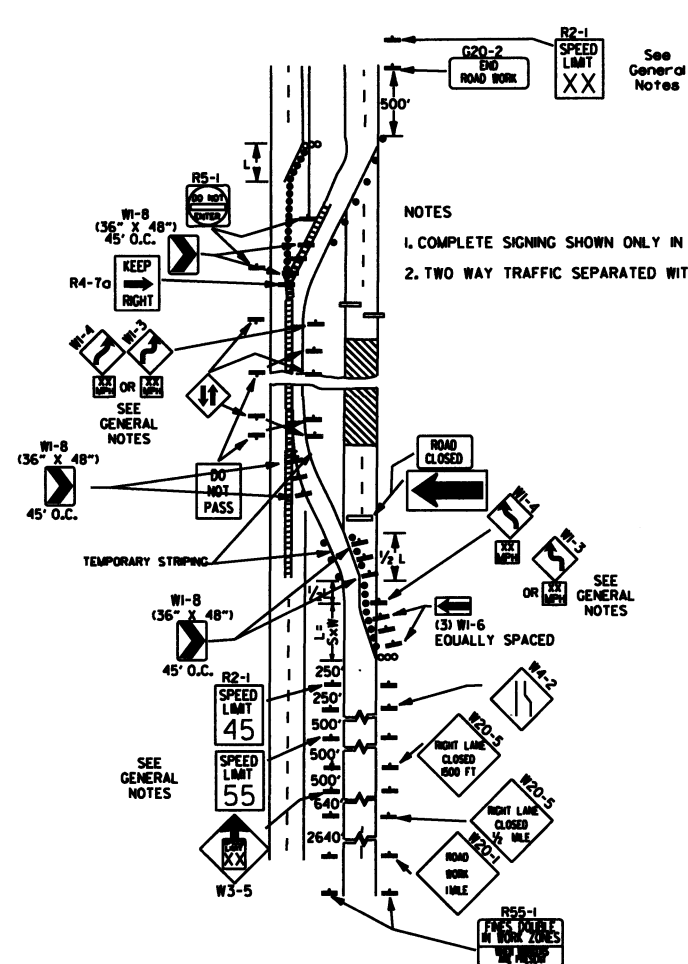 R2-1
SPEED
LIMIT
XX
See
General
Notes
G20-2
END
ROAD WORK
500'
L
R5-1
DO NOT
ENTER
W1-8
(36" X 48")
45' O.C.
KEEP
RIGHT
R4-7a
NOTES
1. COMPLETE SIGNING SHOWN ONLY IN
2. TWO WAY TRAFFIC SEPARATED WIT
W1-4
W1-3
XX
MPH
OR
XX
MPH
SEE
GENERAL
NOTES
W1-8
(36" X 48")
45' O.C.
DO
NOT
PASS
ROAD
CLOSED
W1-4
XX
MPH
W1-3
OR
XX
MPH
SEE
GENERAL
NOTES
TEMPORARY STRIPING
1/2 L
1/2 L
L=
SxW
W1-8
(36" X 48")
45' O.C.
(3) W1-6
EQUALLY SPACED
250'
250'
500'
500'
500'
640'
2640'
R2-1
SPEED
LIMIT
45
SEE
GENERAL
NOTES
SPEED
LIMIT
55
XX
W3-5
W4-2
W20-5
RIGHT LANE
CLOSED
1500 FT
W20-5
RIGHT LANE
CLOSED
1/2 MILE
W20-1
ROAD
WORK
1 MILE
R55-1
FINES DOUBLE
IN WORK ZONES
WHEN WORKERS
ARE PRESENT